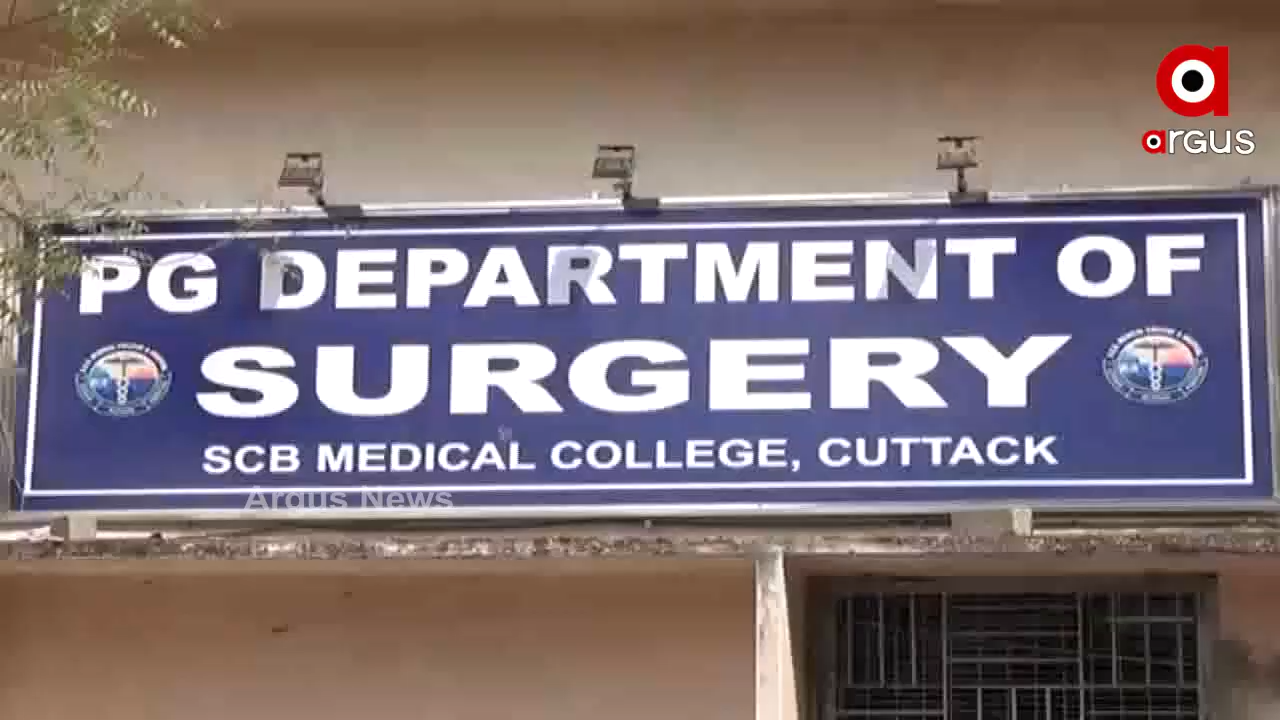 argus
PG DEPARTMENT OF
SURGERY
SCB MEDICAL COLLEGE, CUTTACK
Argus News